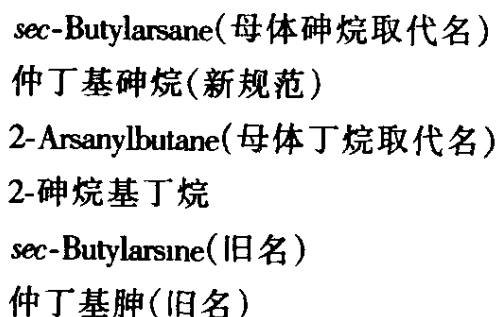 sec-Butylarsane(母体砷烷取代名)
仲丁基砷烷(新规范)
2-Arsanylbutane(母体丁烷取代名)
2-砷烷基丁烷
sec-Butylarsine(旧名)
仲丁基胂(旧名)